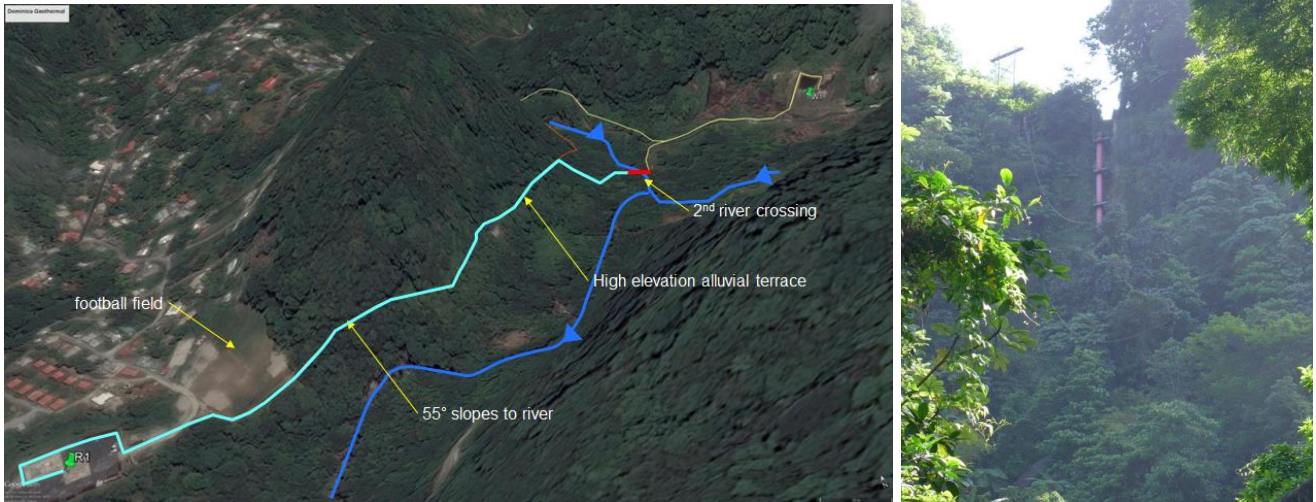 Dominica Geothermal
2nd river crossing
High elevation alluvial terrace
football field
55° slopes to river
R1